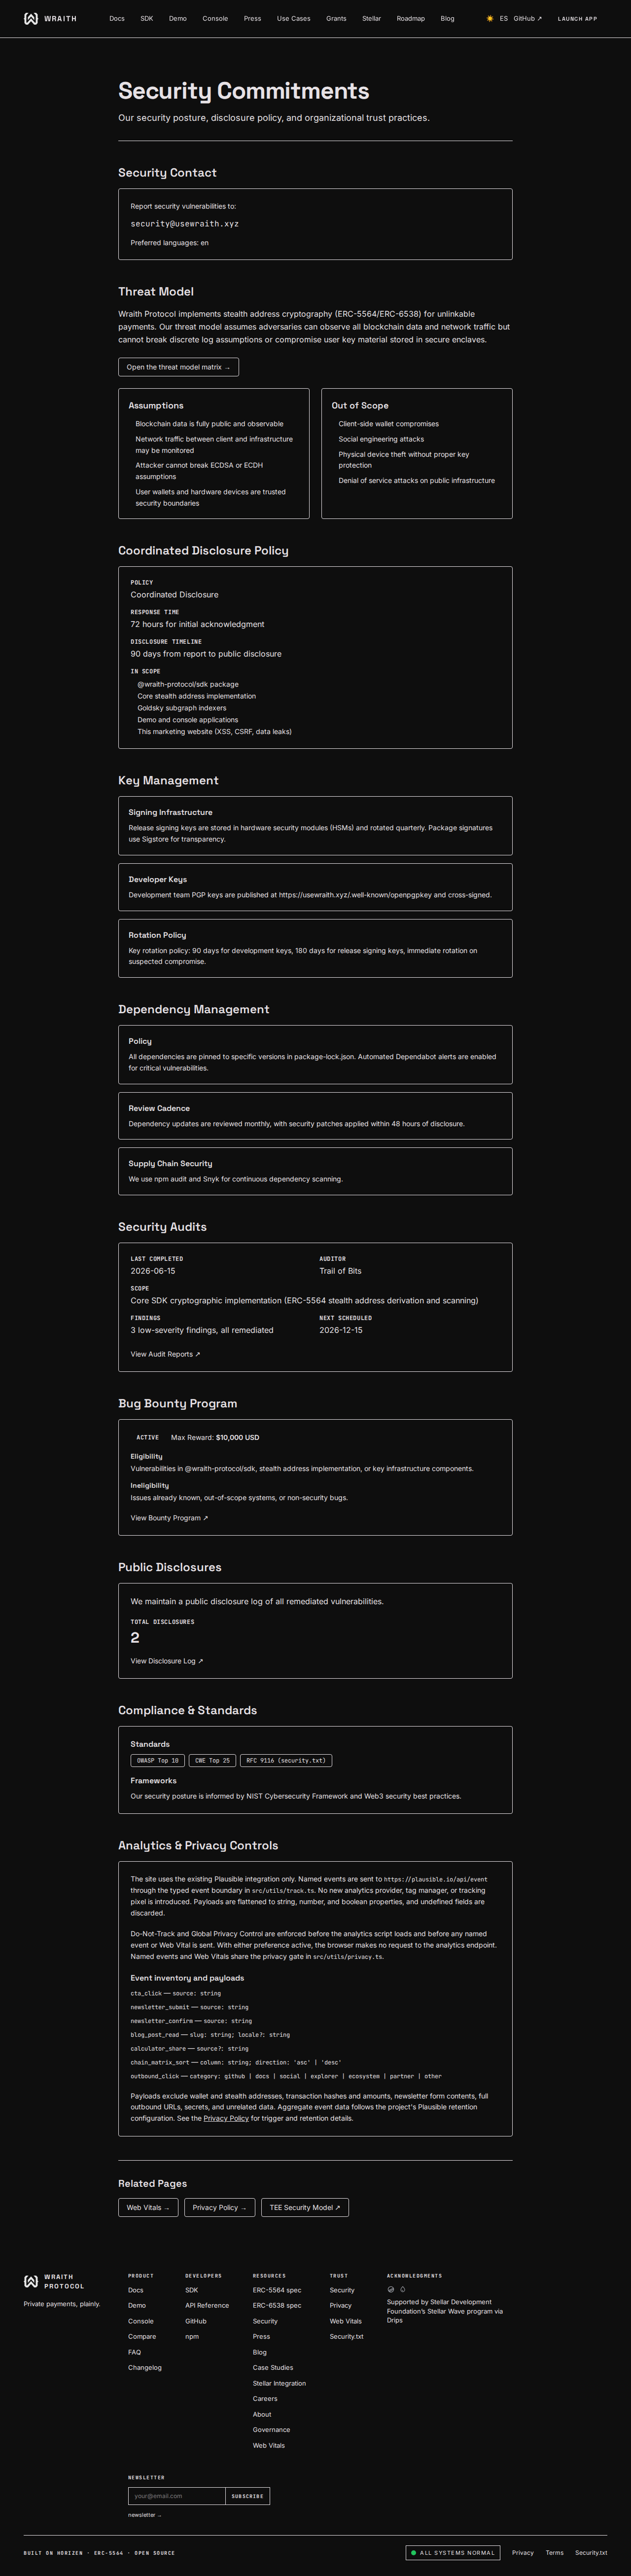 WRAITH
Docs SDK Demo Console Press Use Cases Grants Stellar Roadmap Blog
ES GitHub ↗ LAUNCH APP
Security Commitments
Our security posture, disclosure policy, and organizational trust practices.
Security Contact
Report security vulnerabilities to:
security@usewraith.xyz
Preferred languages: en
Threat Model
Wraith Protocol implements stealth address cryptography (ERC-5564/ERC-6538) for unlinkable
payments. Our threat model assumes adversaries can observe all blockchain data and network traffic but
cannot break discrete log assumptions or compromise user key material stored in secure enclaves.
Open the threat model matrix →
Assumptions
Blockchain data is fully public and observable
Network traffic between client and infrastructure
may be monitored
Attacker cannot break ECDSA or ECDH
assumptions
User wallets and hardware devices are trusted
security boundaries
Out of Scope
Client-side wallet compromises
Social engineering attacks
Physical device theft without proper key
protection
Denial of service attacks on public infrastructure
Coordinated Disclosure Policy
POLICY
Coordinated Disclosure
RESPONSE TIME
72 hours for initial acknowledgment
DISCLOSURE TIMELINE
90 days from report to public disclosure
IN SCOPE
@wraith-protocol/sdk package
Core stealth address implementation
Goldsky subgraph indexers
Demo and console applications
This marketing website (XSS, CSRF, data leaks)
Key Management
Signing Infrastructure
Release signing keys are stored in hardware security modules (HSMs) and rotated quarterly. Package signatures
use Sigstore for transparency.
Developer Keys
Development team PGP keys are published at https://usewraith.xyz/.well-known/openpgpkey and cross-signed.
Rotation Policy
Key rotation policy: 90 days for development keys, 180 days for release signing keys, immediate rotation on
suspected compromise.
Dependency Management
Policy
All dependencies are pinned to specific versions in package-lock.json. Automated Dependabot alerts are enabled
for critical vulnerabilities.
Review Cadence
Dependency updates are reviewed monthly, with security patches applied within 48 hours of disclosure.
Supply Chain Security
We use npm audit and Snyk for continuous dependency scanning.
Security Audits
LAST COMPLETED
2026-06-15
AUDITOR
Trail of Bits
SCOPE
Core SDK cryptographic implementation (ERC-5564 stealth address derivation and scanning)
FINDINGS
3 low-severity findings, all remediated
NEXT SCHEDULED
2026-12-15
View Audit Reports ↗
Bug Bounty Program
ACTIVE Max Reward: $10,000 USD
Eligibility
Vulnerabilities in @wraith-protocol/sdk, stealth address implementation, or key infrastructure components.
Ineligibility
Issues already known, out-of-scope systems, or non-security bugs.
View Bounty Program ↗
Public Disclosures
We maintain a public disclosure log of all remediated vulnerabilities.
TOTAL DISCLOSURES
2
View Disclosure Log ↗
Compliance & Standards
Standards
OWASP Top 10 CWE Top 25 RFC 9116 (security.txt)
Frameworks
Our security posture is informed by NIST Cybersecurity Framework and Web3 security best practices.
Analytics & Privacy Controls
The site uses the existing Plausible integration only. Named events are sent to https://plausible.io/api/event
through the typed event boundary in src/utils/track.ts. No new analytics provider, tag manager, or tracking
pixel is introduced. Payloads are flattened to string, number, and boolean properties, and undefined fields are
discarded.
Do-Not-Track and Global Privacy Control are enforced before the analytics script loads and before any named
event or Web Vital is sent. With either preference active, the browser makes no request to the analytics endpoint.
Named events and Web Vitals share the privacy gate in src/utils/privacy.ts.
Event inventory and payloads
cta_click — source: string
newsletter_submit — source: string
newsletter_confirm — source: string
blog_post_read — slug: string; locale?: string
calculator_share — source?: string
chain_matrix_sort — column: string; direction: 'asc' | 'desc'
outbound_click — category: github | docs | social | explorer | ecosystem | partner | other
Payloads exclude wallet and stealth addresses, transaction hashes and amounts, newsletter form contents, full
outbound URLs, secrets, and unrelated data. Aggregate event data follows the project's Plausible retention
configuration. See the Privacy Policy for trigger and retention details.
Related Pages
Web Vitals → Privacy Policy → TEE Security Model ↗
WRAITH
PROTOCOL
Private payments, plainly.
PRODUCT
Docs
Demo
Console
Compare
FAQ
Changelog
DEVELOPERS
SDK
API Reference
GitHub
npm
RESOURCES
ERC-5564 spec
ERC-6538 spec
Security
Press
Blog
Case Studies
Stellar Integration
Careers
About
Governance
Web Vitals
TRUST
Security
Privacy
Web Vitals
Security.txt
ACKNOWLEDGMENTS
Supported by Stellar Development
Foundation's Stellar Wave program via
Drips
NEWSLETTER
your@email.com SUBSCRIBE
newsletter →
BUILT ON HORIZEN · ERC-5564 · OPEN SOURCE
ALL SYSTEMS NORMAL Privacy Terms Security.txt